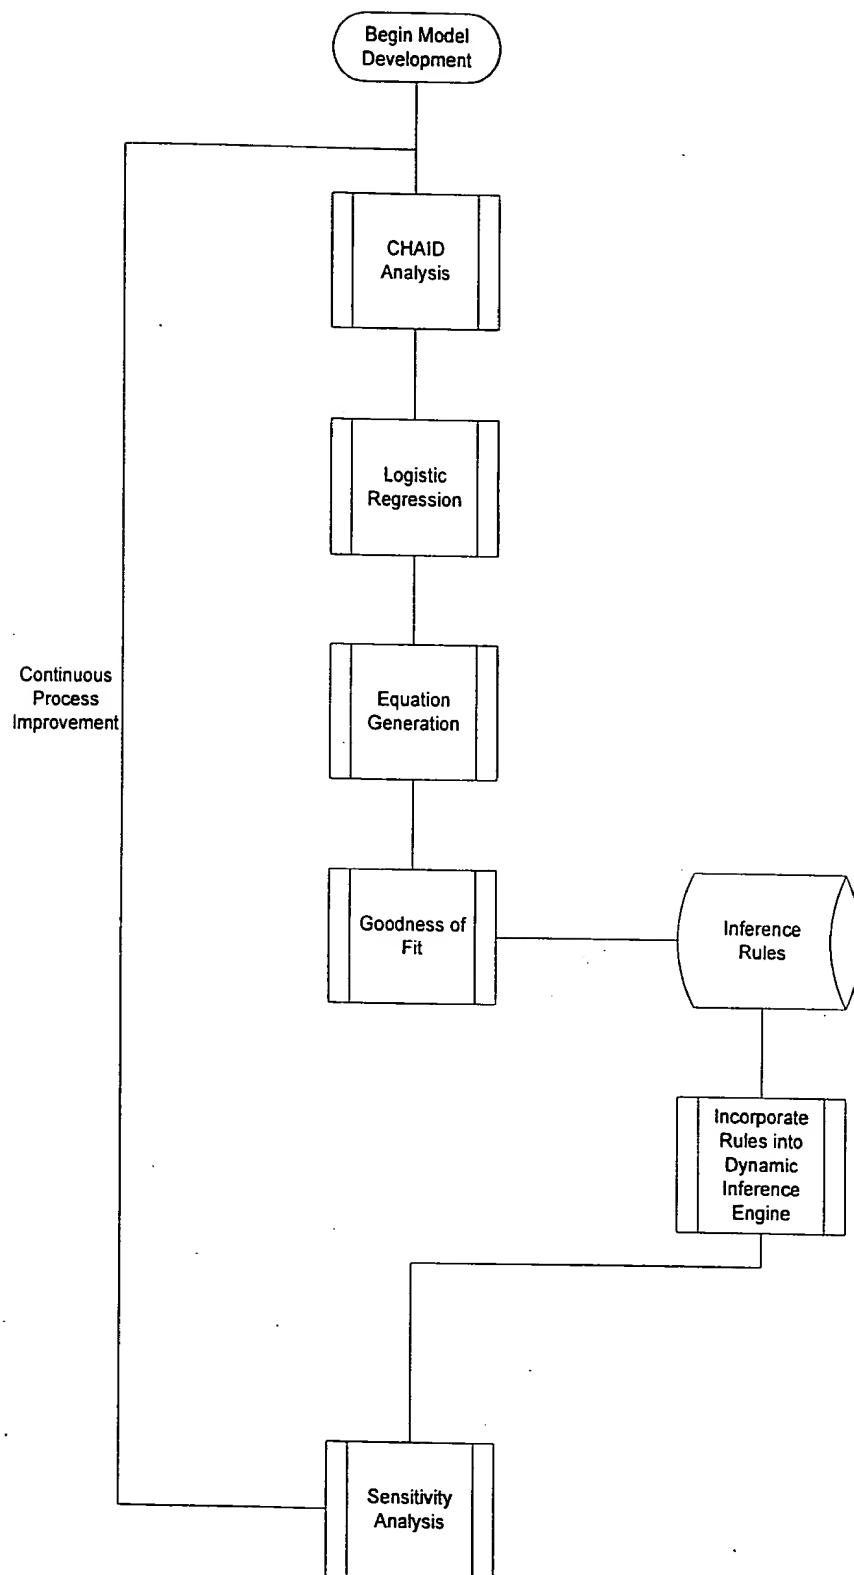 Begin Model
Development
CHAID
Analysis
Logistic
Regression
Continuous
Process
Improvement
Equation
Generation
Goodness of
Fit
Inference
Rules
Incorporate
Rules into
Dynamic
Inference
Engine
Sensitivity
Analysis